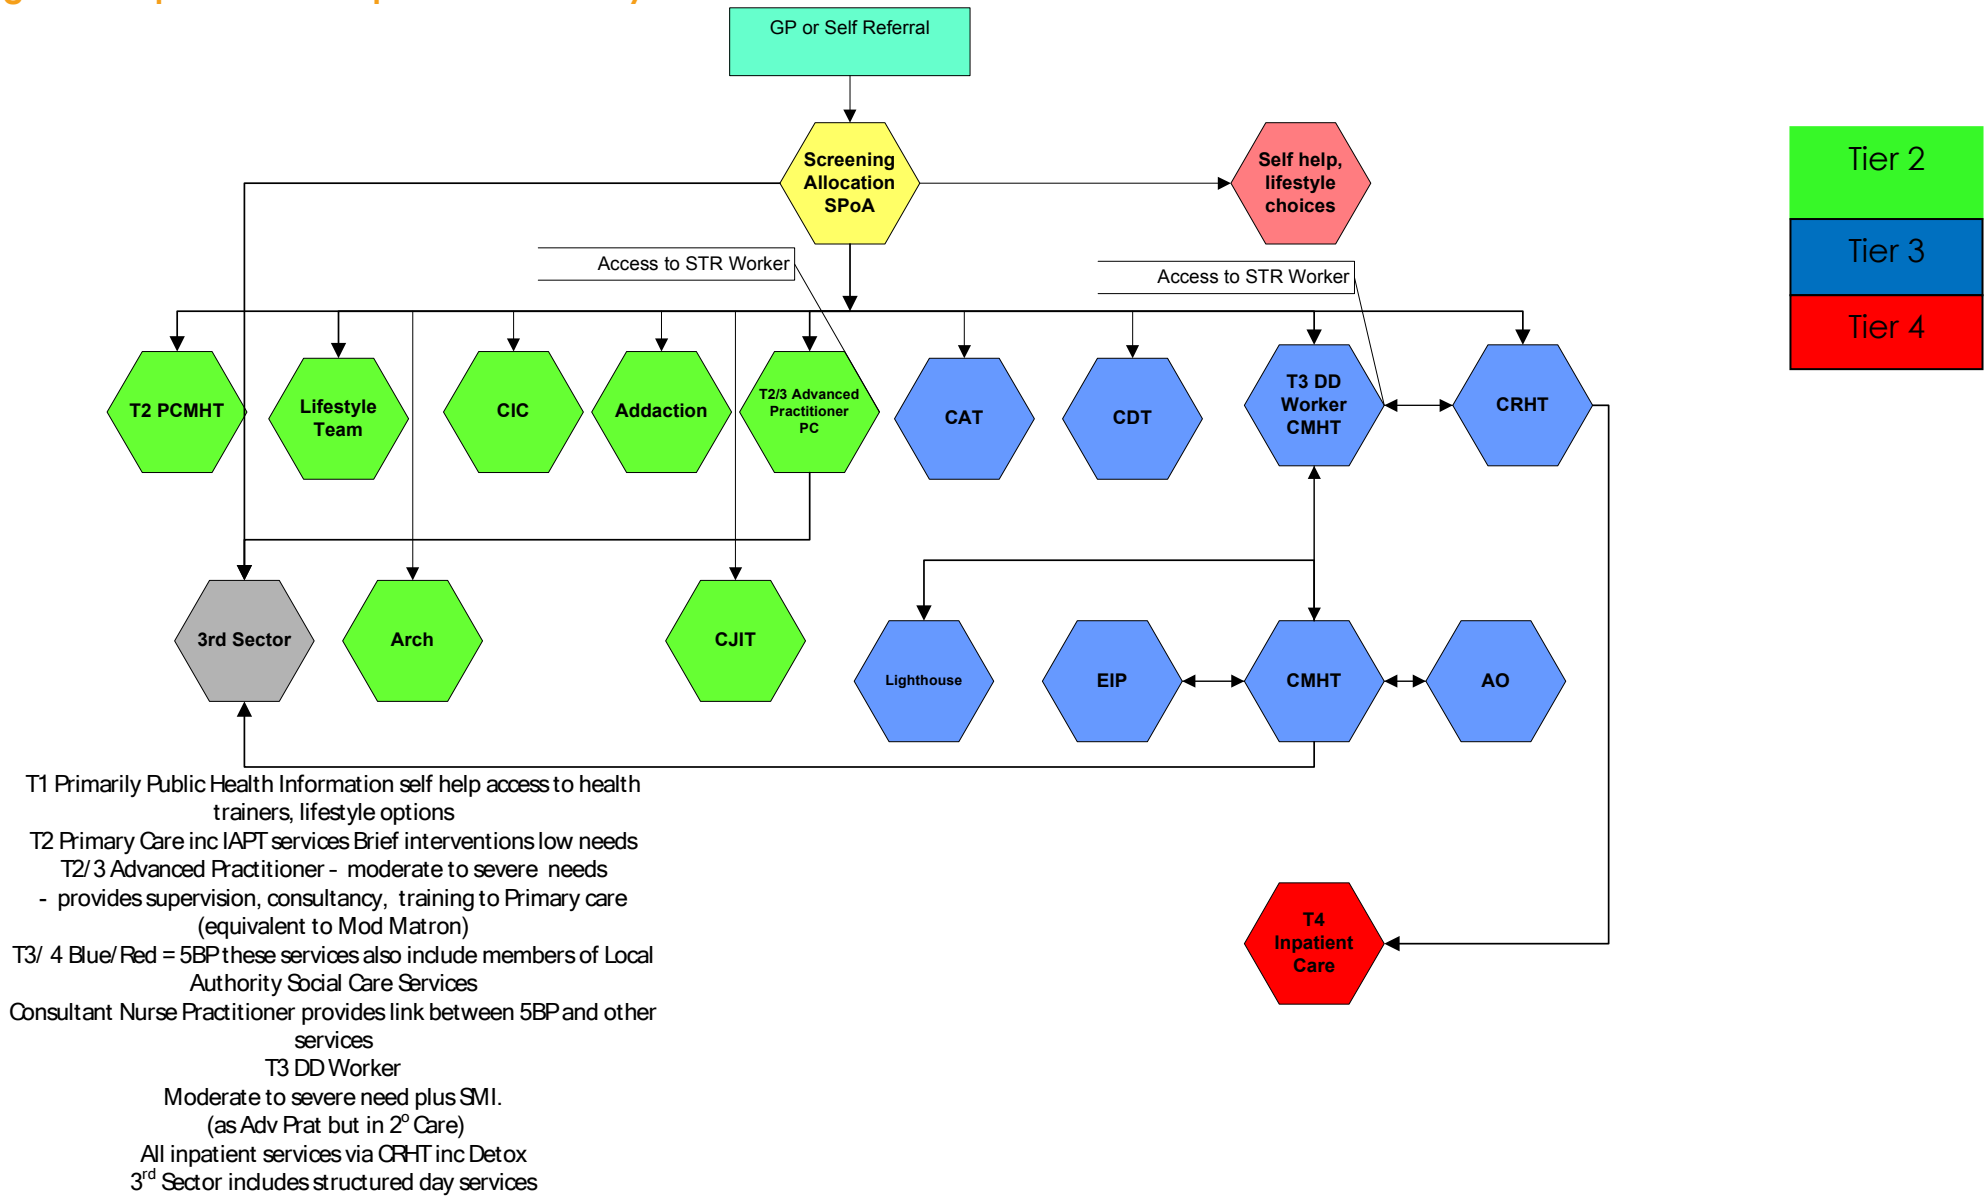 GP or Self Referral
Screening
Allocation
SPoA
Self help,
lifestyle
choices
Tier 2
Tier 3
Tier 4
Access to STR Worker
Access to STR Worker
T2 PCMHT
Lifestyle
Team
CIC
Addaction
T2/3 Advanced
Practitioner
PC
CAT
CDT
T3 DD
Worker
CMHT
CRHT
3rd Sector
Arch
CJIT
Lighthouse
EIP
CMHT
AO
T4
Inpatient
Care
T1 Primarily Public Health Information self help access to health
trainers, lifestyle options
T2 Primary Care inc IAPT services Brief interventions low needs
T2/3 Advanced Practitioner - moderate to severe needs
- provides supervision, consultancy, training to Primary care
(equivalent to Mod Matron)
T3/ 4 Blue/Red = 5BP these services also include members of Local
Authority Social Care Services
Consultant Nurse Practitioner provides link between 5BP and other
services
T3 DD Worker
Moderate to severe need plus SMI.
(as Adv Prat but in 2º Care)
All inpatient services via CRHT inc Detox
3rd Sector includes structured day services